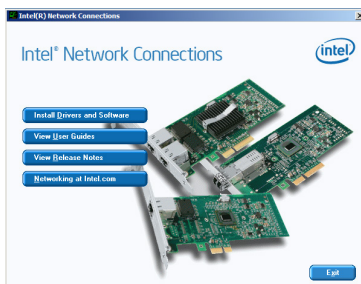 Intel(R) Network Connections
Intel® Network Connections
intel
Install Drivers and Software
View User Guides
View Release Notes
Networking at Intel.com
Exit